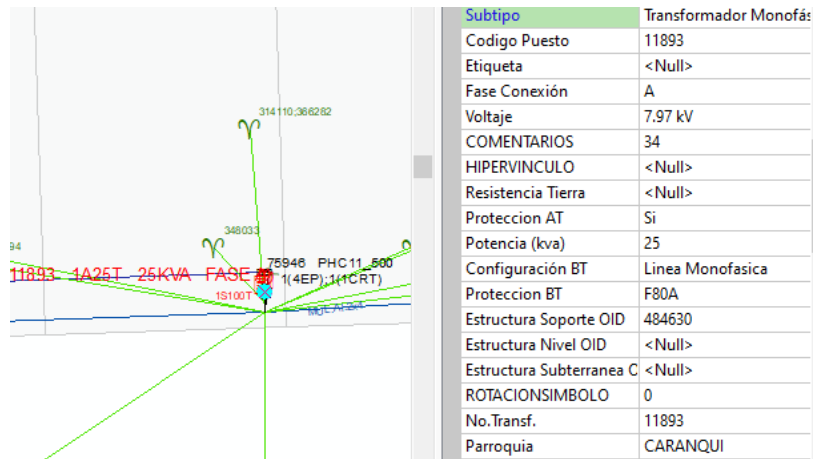 314110;366282
348033
94
75946 PHC11_500
11893 1A25T 25KVA FASE
1(4EP);1(1CRT)
1S100T
Subtipo Transformador Monofás
Codigo Puesto 11893
Etiqueta <Null>
Fase Conexión A
Voltaje 7.97 kV
COMENTARIOS 34
HIPERVINCULO <Null>
Resistencia Tierra <Null>
Proteccion AT Si
Potencia (kva) 25
Configuración BT Linea Monofasica
Proteccion BT F80A
Estructura Soporte OID 484630
Estructura Nivel OID <Null>
Estructura Subterranea O <Null>
ROTACIONSIMBOLO 0
No.Transf. 11893
Parroquia CARANQUI